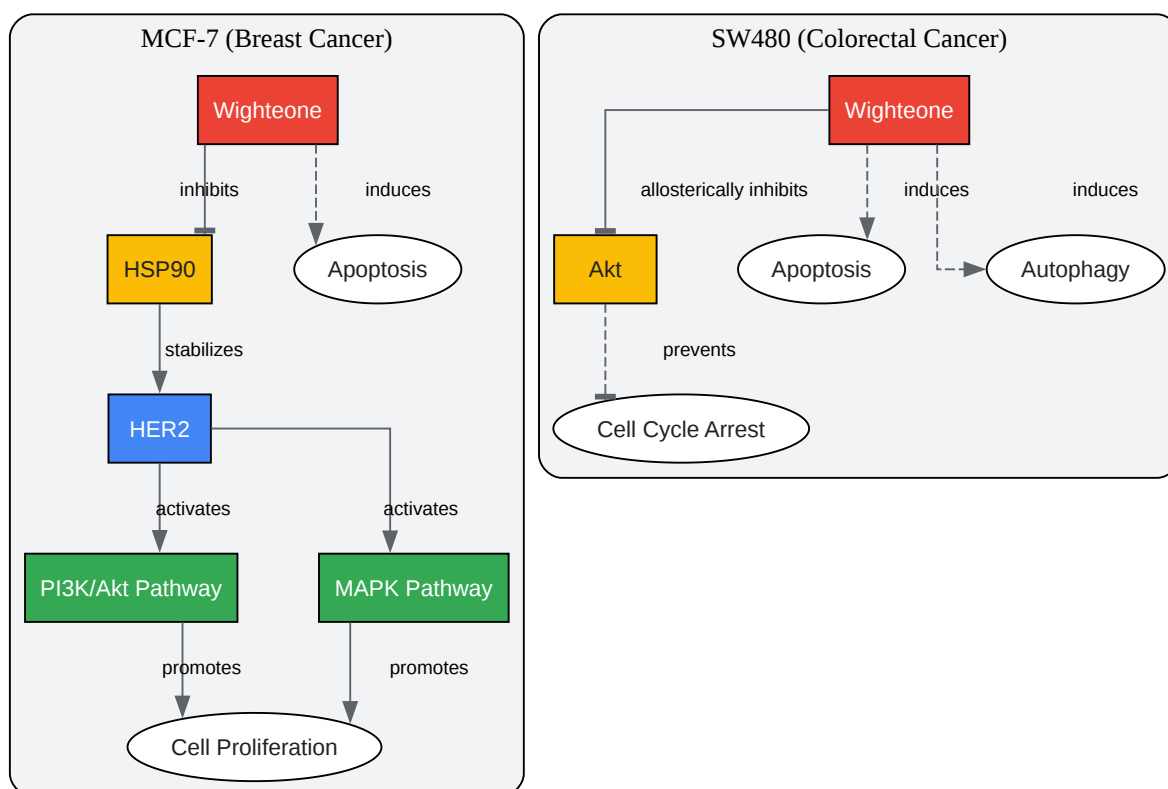 MCF-7 (Breast Cancer)
Wighteone
inhibits
induces
HSP90
Apoptosis
stabilizes
HER2
activates
activates
PI3K/Akt Pathway
MAPK Pathway
promotes
promotes
Cell Proliferation
SW480 (Colorectal Cancer)
Wighteone
allosterically inhibits
induces
induces
Akt
Apoptosis
Autophagy
prevents
Cell Cycle Arrest